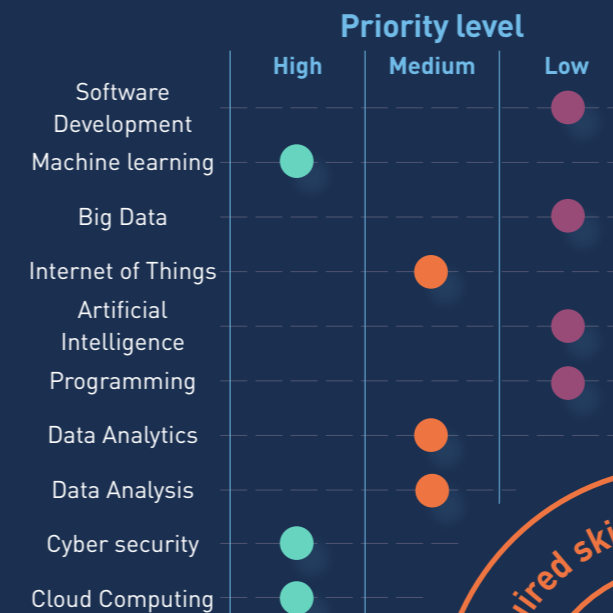 Priority level
High Medium Low
Software
Development
Machine learning
Big Data
Internet of Things
Artificial
Intelligence
Programming
Data Analytics
Data Analysis
Cyber security
Cloud Computing